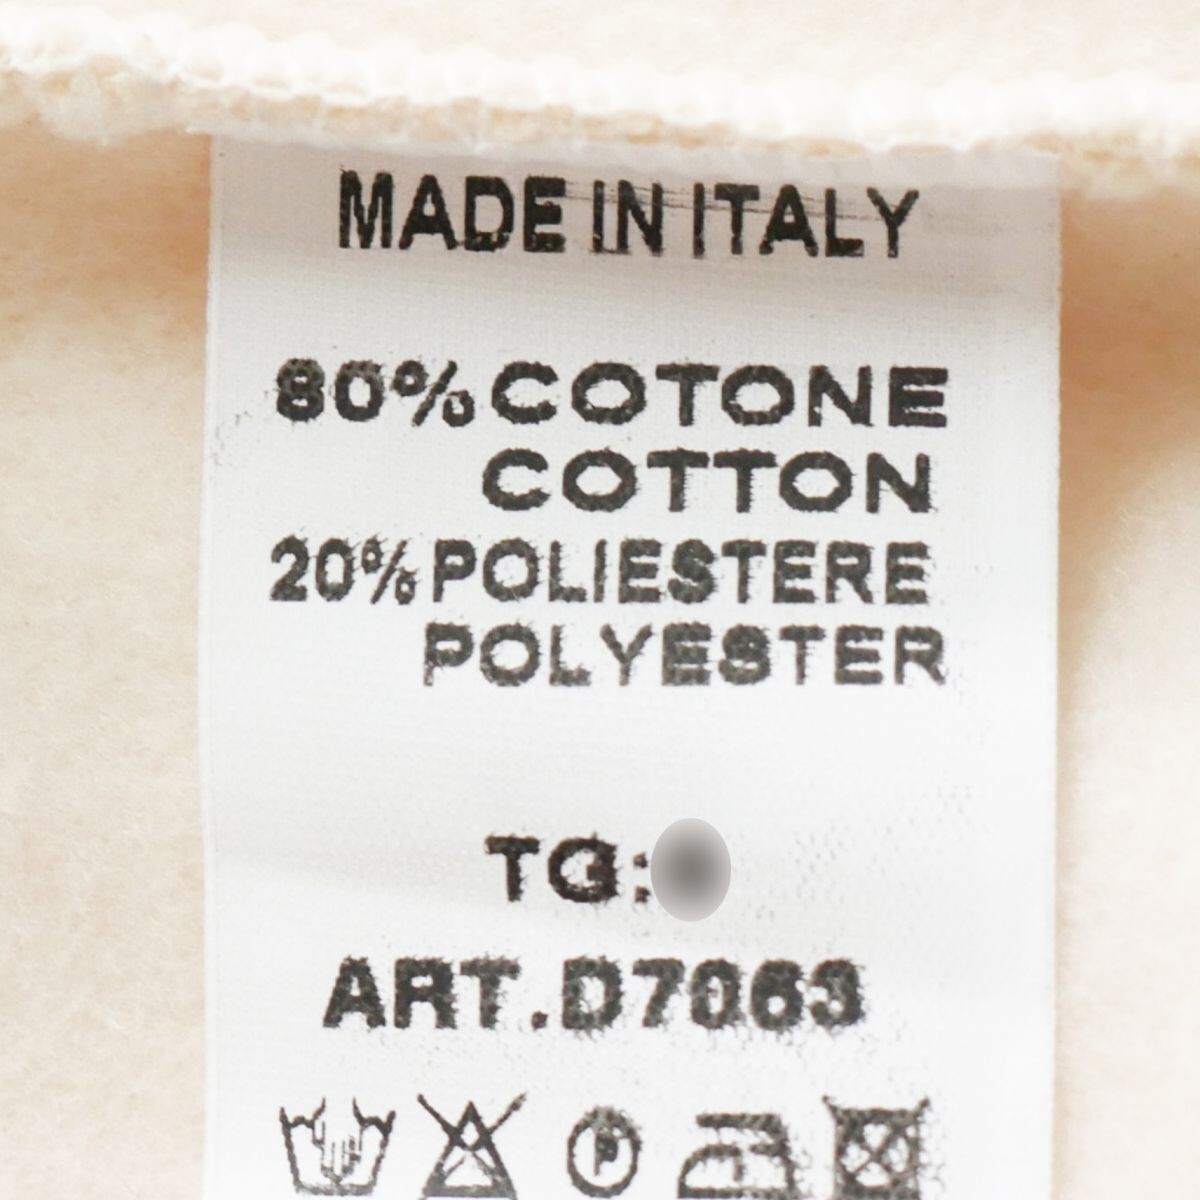 MADE IN ITALY
80% COTONE
COTTON
20% POLIESTERE
POLYESTER
TG:
ART.D7063
P